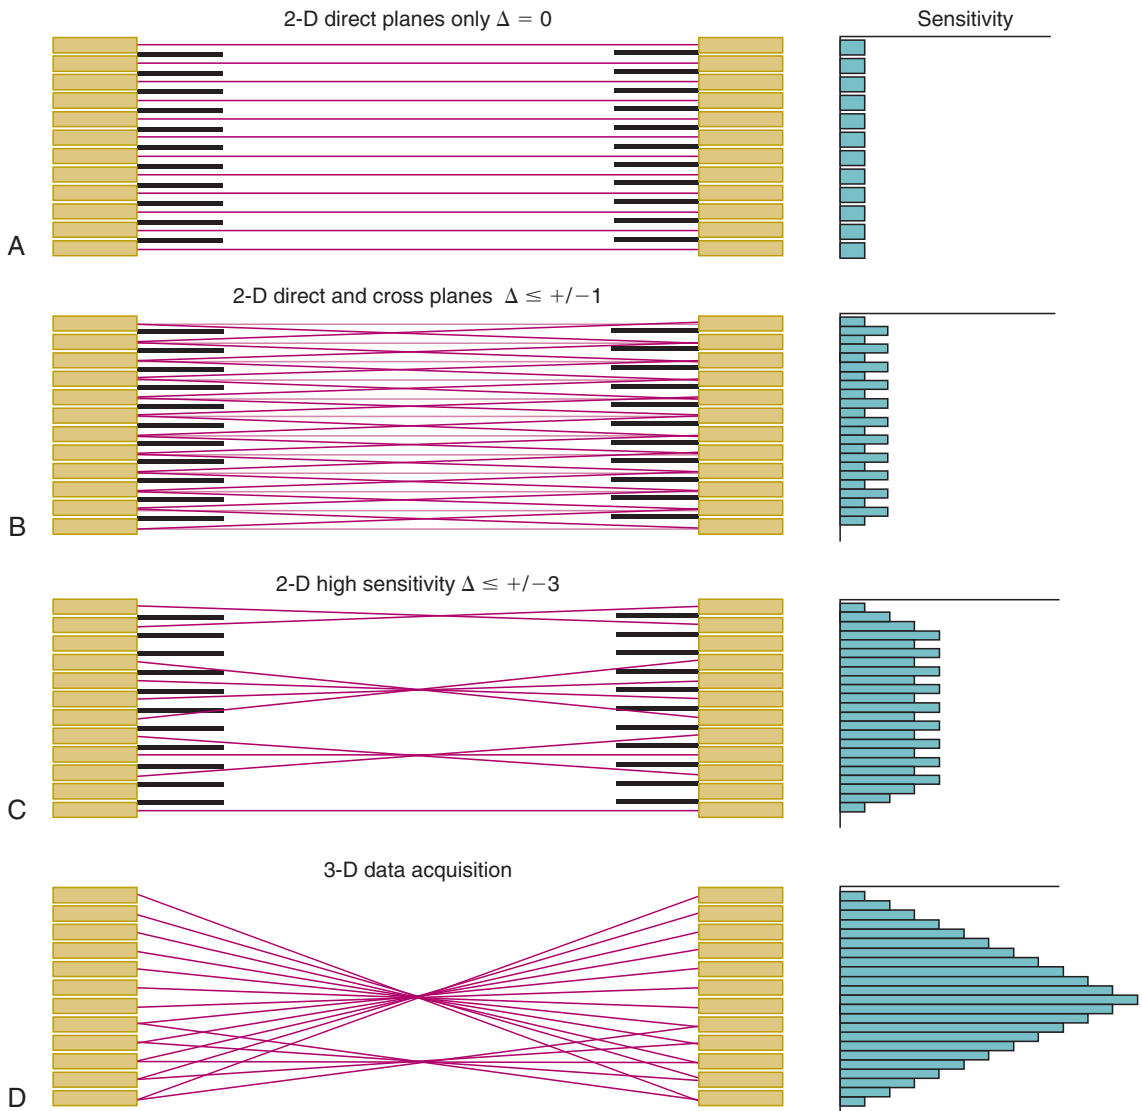 2-D direct planes only Δ = 0
Sensitivity
A
2-D direct and cross planes Δ ≤ +/−1
B
2-D high sensitivity Δ ≤ +/−3
C
3-D data acquisition
D